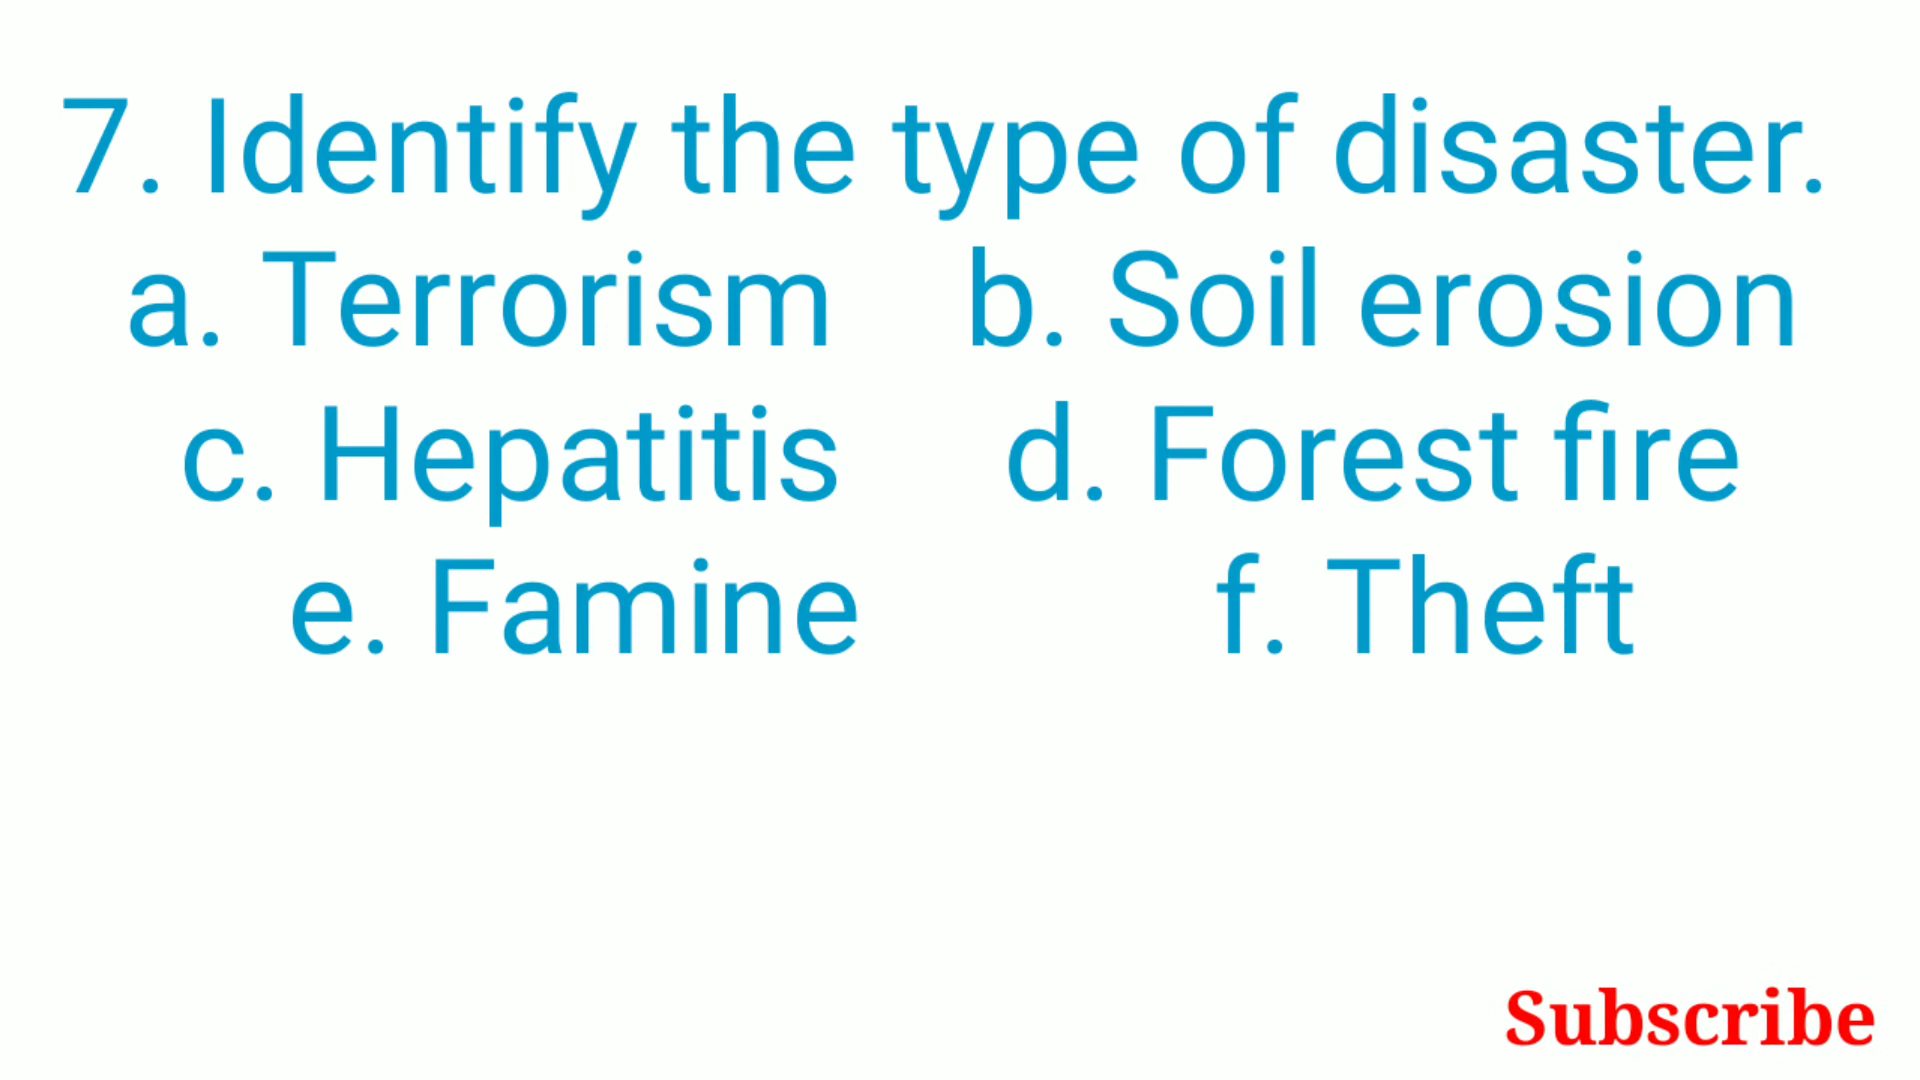 7. Identify the type of disaster.
a. Terrorism b. Soil erosion
c. Hepatitis d. Forest fire
e. Famine f. Theft
Subscribe